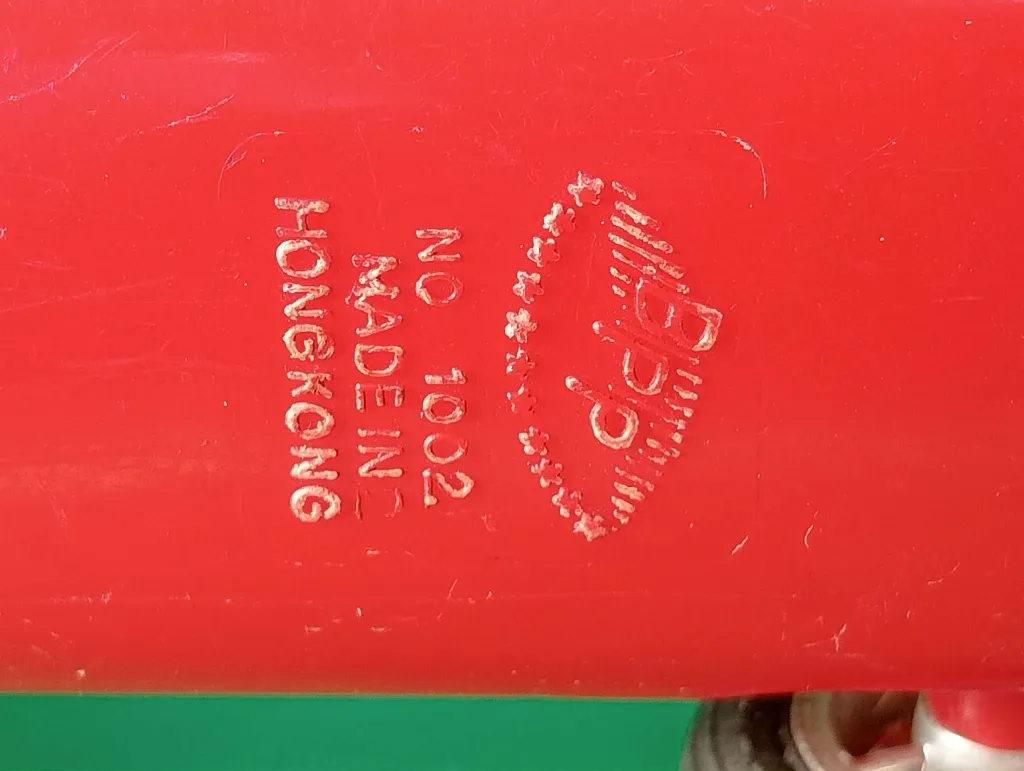 BPP
NO 1002
MADE IN
HONGKONG